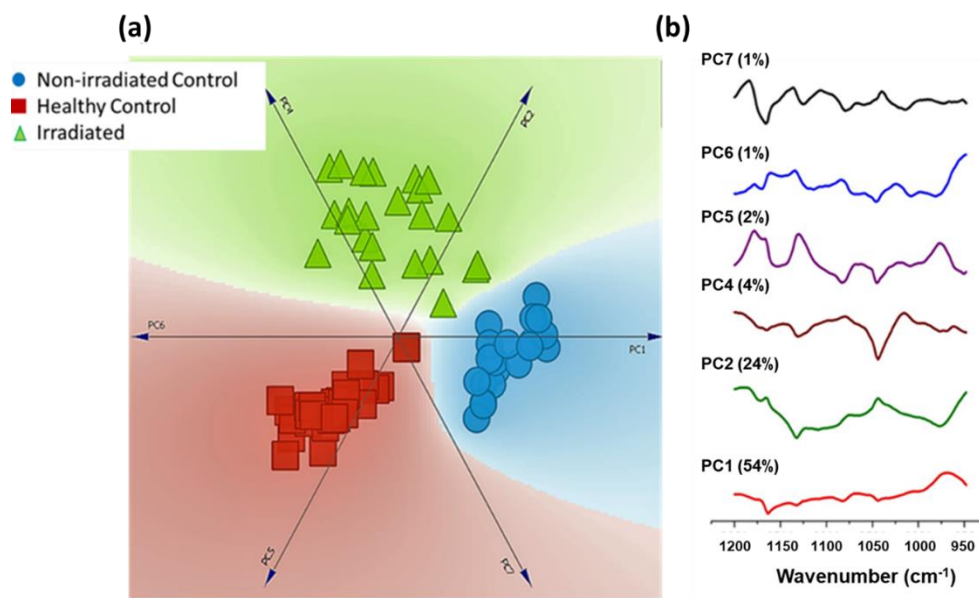 (a)
(b)
Non-irradiated Control
Healthy Control
Irradiated
PC4
PC2
PC6
PC1
PC5
PC7
PC7 (1%)
PC6 (1%)
PC5 (2%)
PC4 (4%)
PC2 (24%)
PC1 (54%)
1200 1150 1100 1050 1000 950
Wavenumber (cm⁻¹)